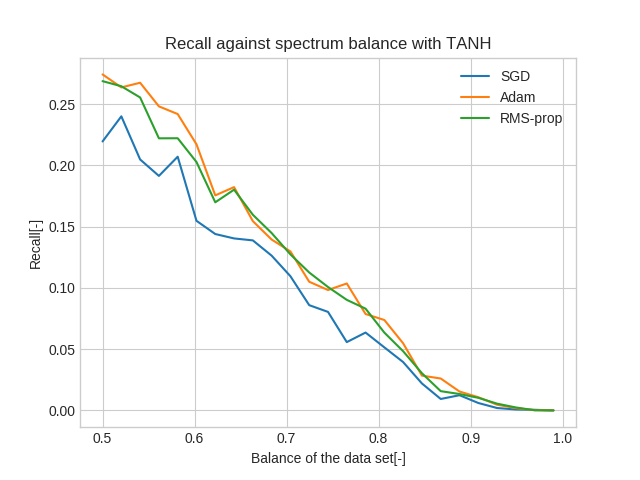 Recall against spectrum balance with TANH
SGD
Adam
RMS-prop
Recall[-]
0.25
0.20
0.15
0.10
0.05
0.00
0.5 0.6 0.7 0.8 0.9 1.0
Balance of the data set[-]